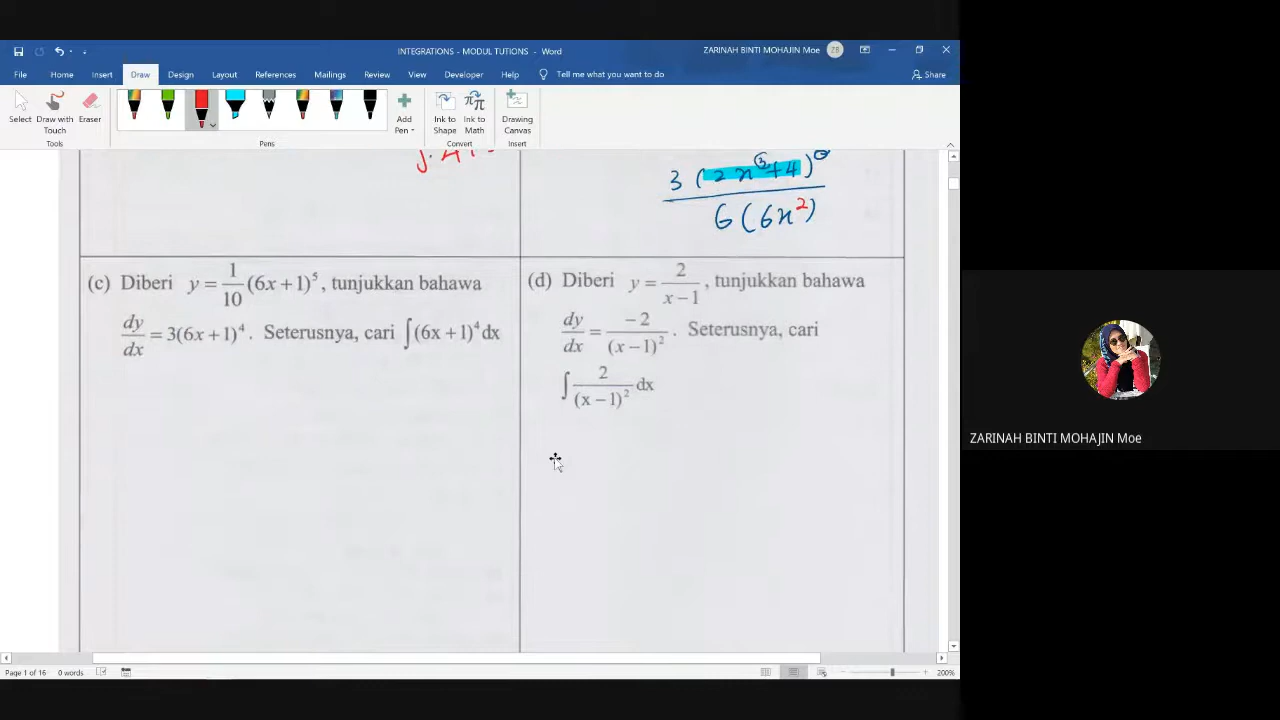 INTEGRATIONS - MODUL TUTIONS - Word
ZARINAH BINTI MOHAJIN Moe ZB
File Home Insert Draw Design Layout References Mailings Review View Developer Help Tell me what you want to do Share
Select Draw with Touch Eraser Add Pen Ink to Shape Ink to Math Drawing Canvas
Tools Pens Convert Insert
3 (2x³+4)
6(6x²)
(c) Diberi y = 1/10 (6x + 1)⁵, tunjukkan bahawa
dy/dx = 3(6x + 1)⁴. Seterusnya, cari ∫(6x + 1)⁴ dx
(d) Diberi y = 2/(x − 1), tunjukkan bahawa
dy/dx = −2/(x − 1)². Seterusnya, cari
∫ 2/(x − 1)² dx
ZARINAH BINTI MOHAJIN Moe
Page 1 of 16 0 words 200%